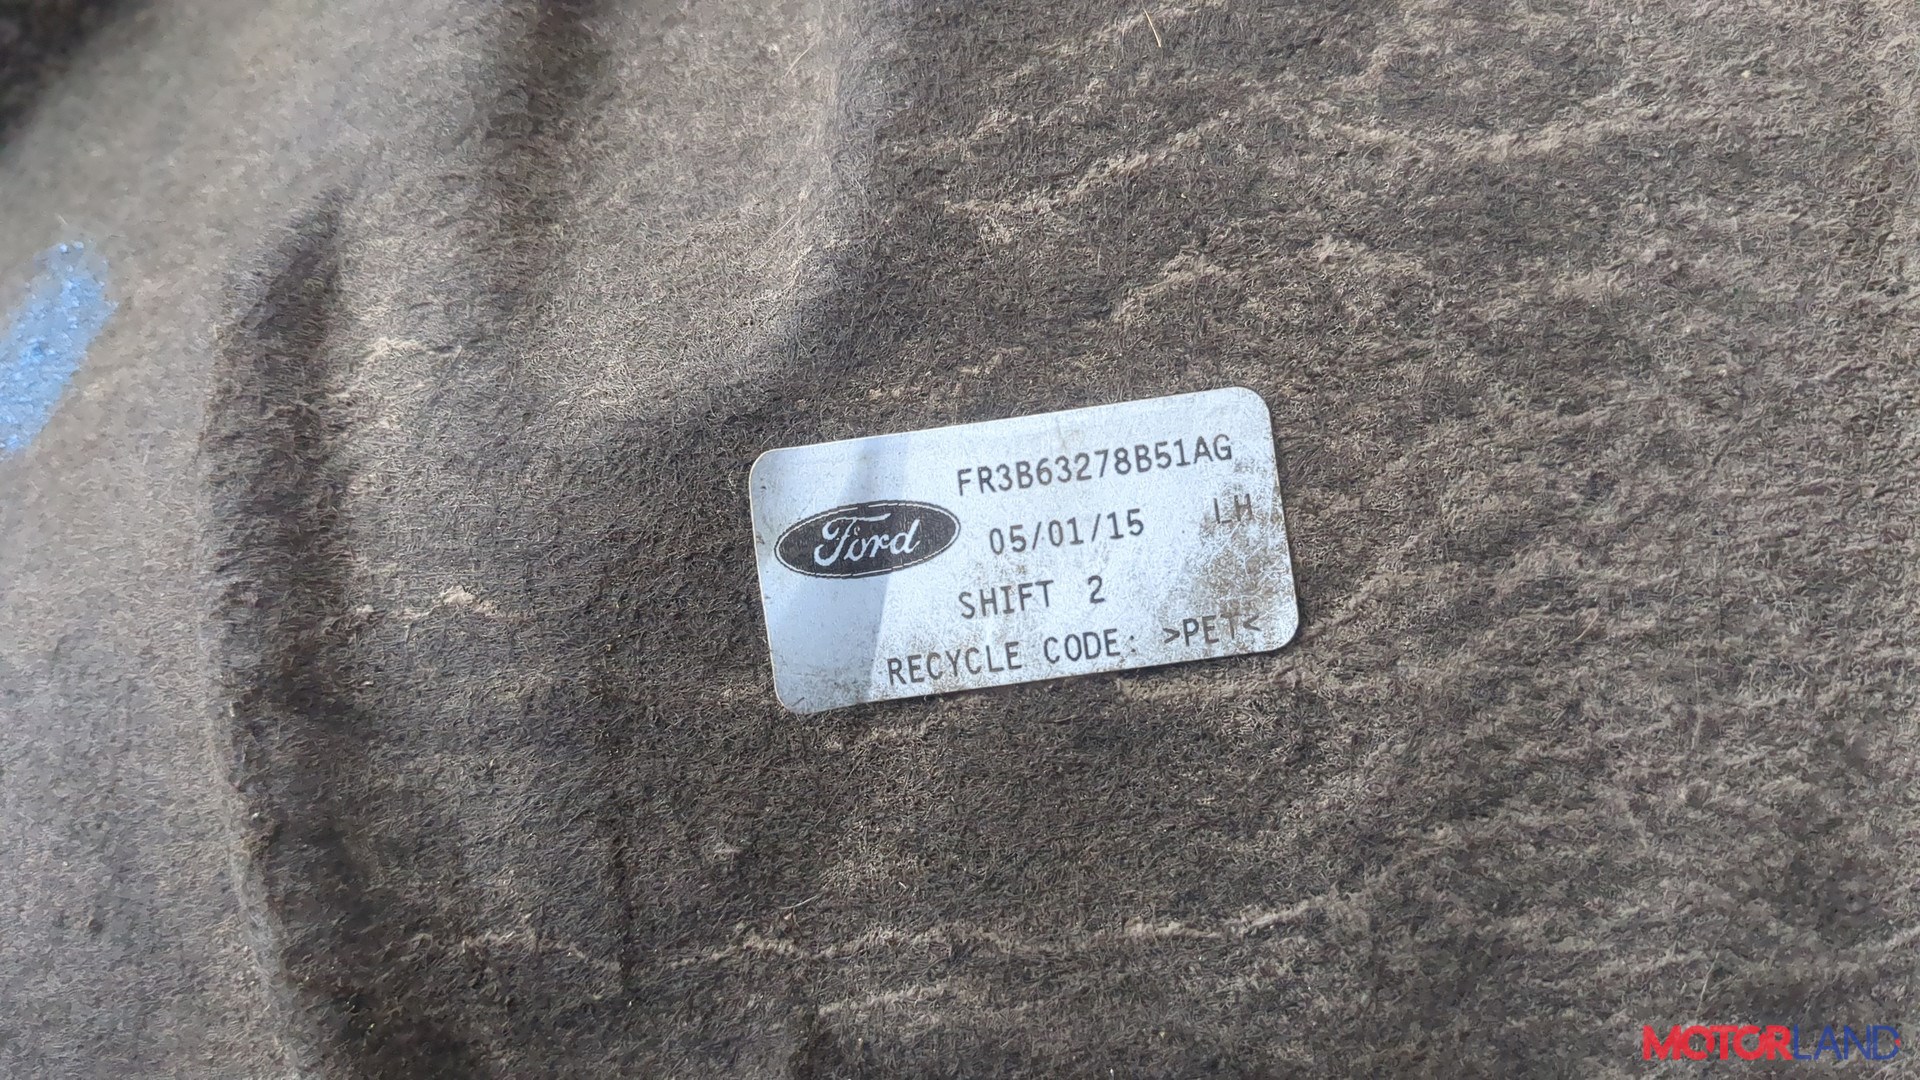 FR3B63278B51AG
Ford
05/01/15 LH
SHIFT 2
RECYCLE CODE: >PET<
MOTORLAND